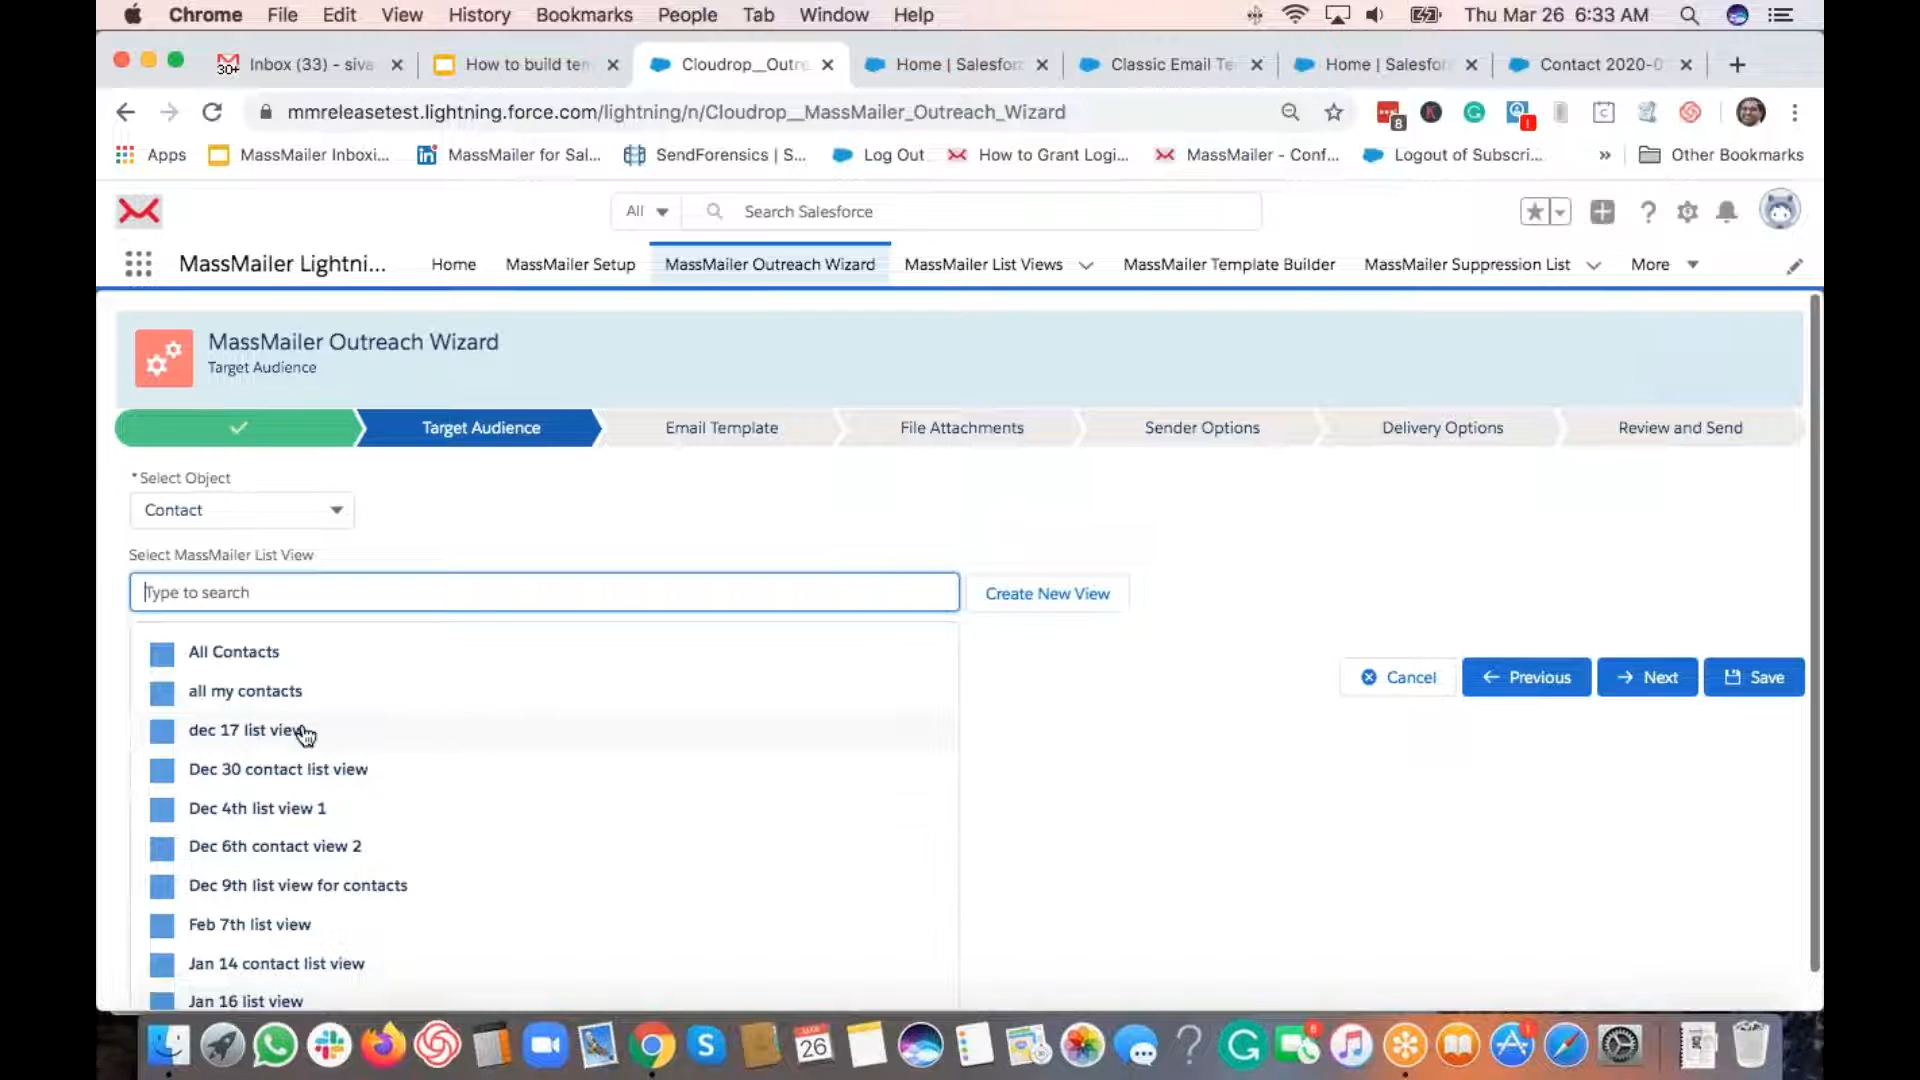 Chrome File Edit View History Bookmarks People Tab Window Help Thu Mar 26 6:33 AM
30+ Inbox (33) - siva How to build ten Cloudrop__Outre Home | Salesforc Classic Email Te Home | Salesfor Contact 2020-0
mmreleasetest.lightning.force.com/lightning/n/Cloudrop__MassMailer_Outreach_Wizard 8 !
Apps MassMailer Inboxi... MassMailer for Sal... SendForensics | S... Log Out How to Grant Logi... MassMailer - Conf... Logout of Subscri... » Other Bookmarks
All Search Salesforce
MassMailer Lightni... Home MassMailer Setup MassMailer Outreach Wizard MassMailer List Views MassMailer Template Builder MassMailer Suppression List More
MassMailer Outreach Wizard
Target Audience
Target Audience Email Template File Attachments Sender Options Delivery Options Review and Send
*Select Object
Contact
Select MassMailer List View
Type to search Create New View
All Contacts
Cancel Previous Next Save
all my contacts
dec 17 list view
Dec 30 contact list view
Dec 4th list view 1
Dec 6th contact view 2
Dec 9th list view for contacts
Feb 7th list view
Jan 14 contact list view
Jan 16 list view
26